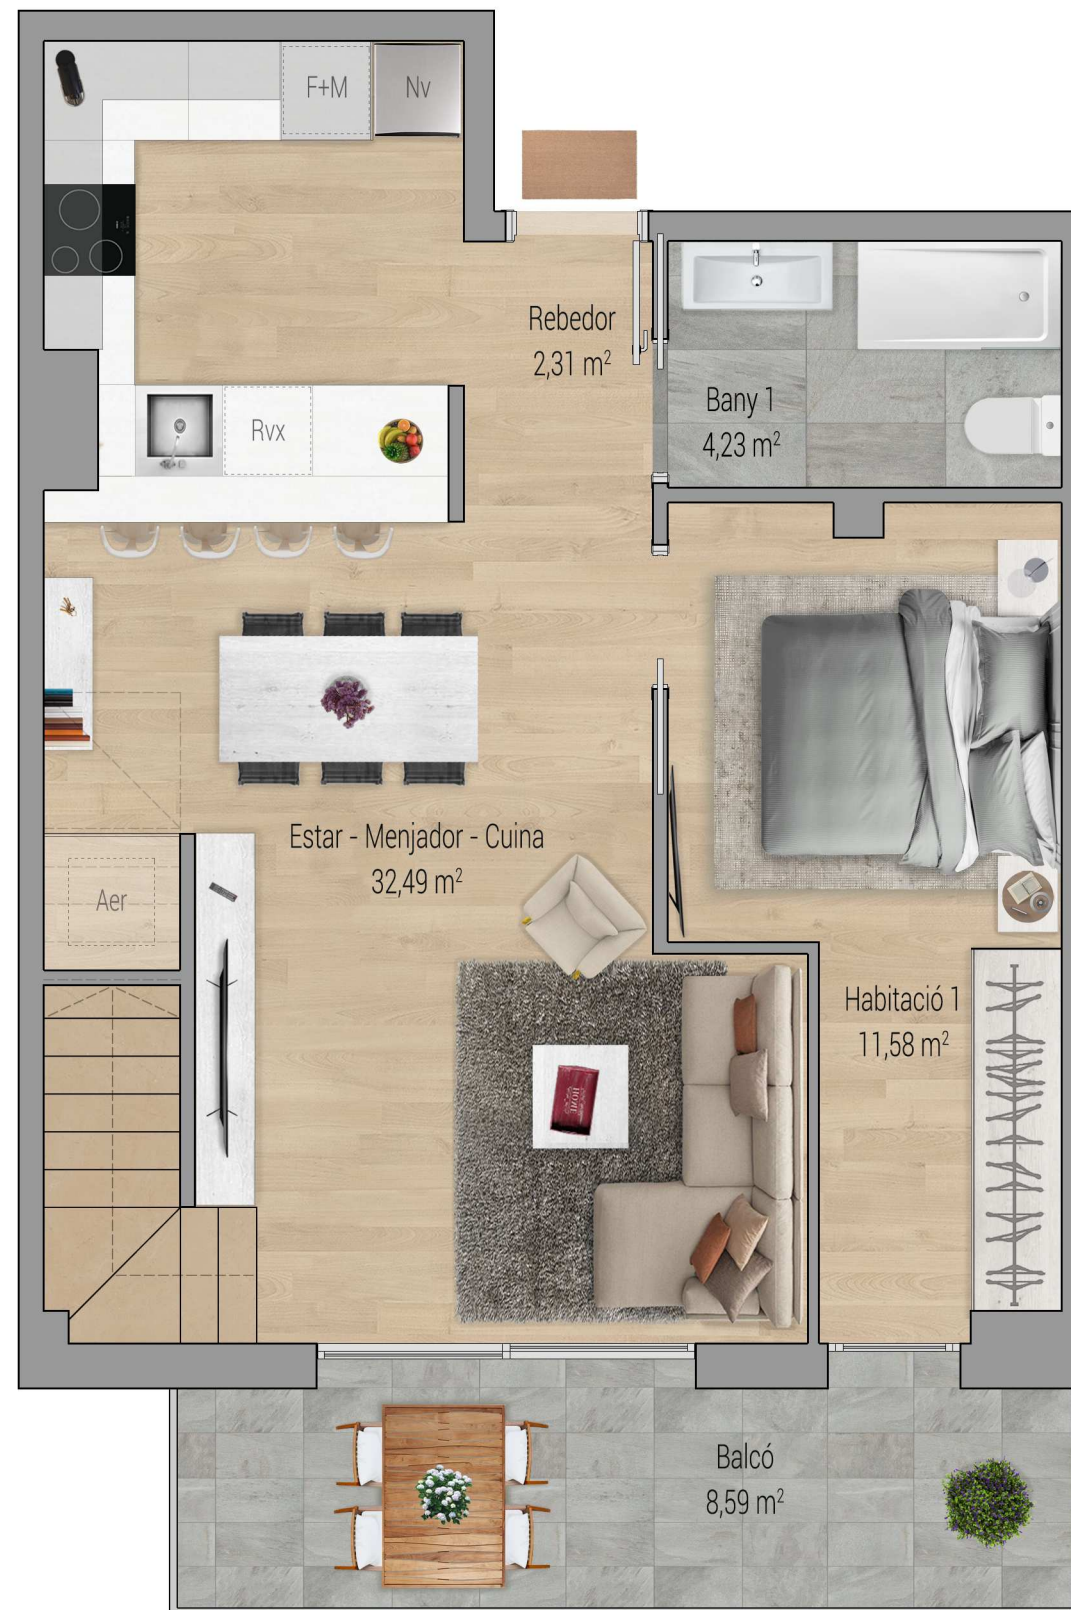 F+M
Nv
Rebedor
2,31 m²
Bany 1
4,23 m²
Rvx
Estar - Menjador - Cuina
32,49 m²
Aer
Habitació 1
11,58 m²
HOME
Balcó
8,59 m²